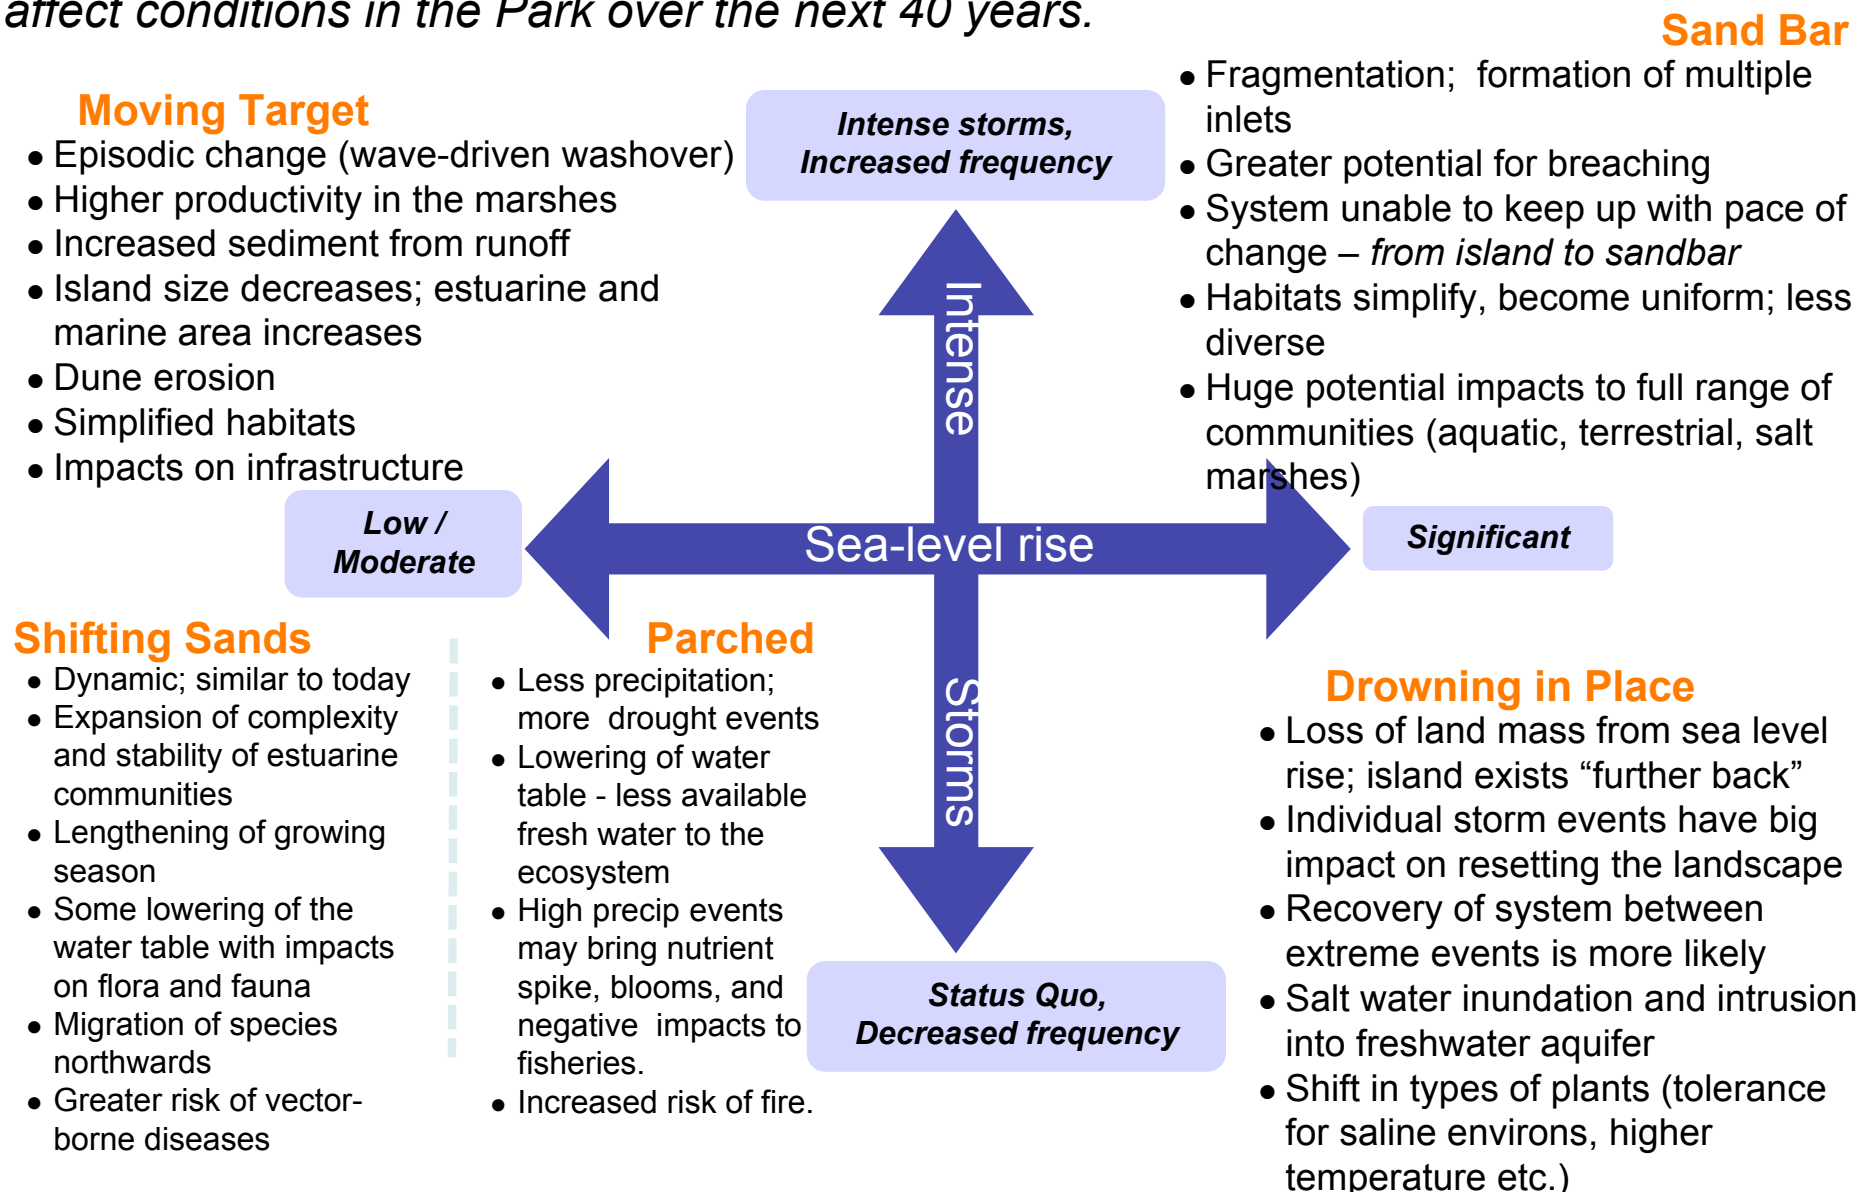 affect conditions in the Park over the next 40 years.
Moving Target
● Episodic change (wave-driven washover)
● Higher productivity in the marshes
● Increased sediment from runoff
● Island size decreases; estuarine and
marine area increases
● Dune erosion
● Simplified habitats
● Impacts on infrastructure
Intense storms,
Increased frequency
Sand Bar
● Fragmentation;  formation of multiple
inlets
● Greater potential for breaching
● System unable to keep up with pace of
change – from island to sandbar
● Habitats simplify, become uniform; less
diverse
● Huge potential impacts to full range of
communities (aquatic, terrestrial, salt
marshes)
Intense
Low /
Moderate
Sea-level rise
Significant
Storms
Shifting Sands
● Dynamic; similar to today
● Expansion of complexity
and stability of estuarine
communities
● Lengthening of growing
season
● Some lowering of the
water table with impacts
on flora and fauna
● Migration of species
northwards
● Greater risk of vector-
borne diseases
Parched
● Less precipitation;
more  drought events
● Lowering of water
table - less available
fresh water to the
ecosystem
● High precip events
may bring nutrient
spike, blooms, and
negative  impacts to
fisheries.
● Increased risk of fire.
Status Quo,
Decreased frequency
Drowning in Place
● Loss of land mass from sea level
rise; island exists “further back”
● Individual storm events have big
impact on resetting the landscape
● Recovery of system between
extreme events is more likely
● Salt water inundation and intrusion
into freshwater aquifer
● Shift in types of plants (tolerance
for saline environs, higher
temperature etc.)